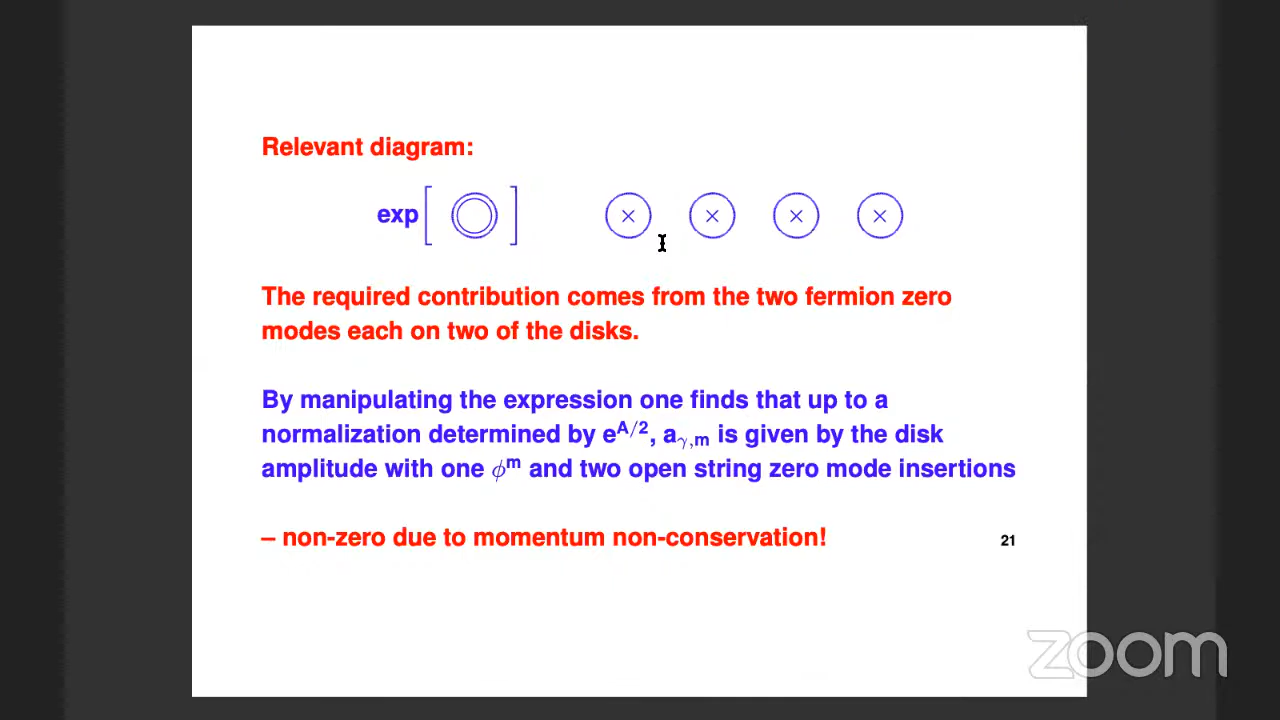 Relevant diagram:
exp[ ] × × × ×
The required contribution comes from the two fermion zero
modes each on two of the disks.
By manipulating the expression one finds that up to a
normalization determined by e^{A/2}, a_{γ,m} is given by the disk
amplitude with one ϕ^m and two open string zero mode insertions
– non-zero due to momentum non-conservation!
21
zoom